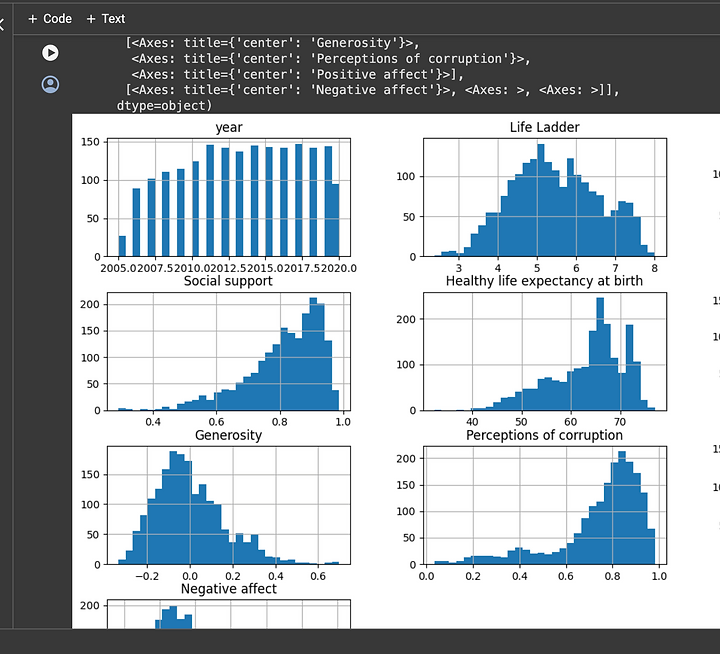 + Code + Text
[<Axes: title={'center': 'Generosity'}>,
<Axes: title={'center': 'Perceptions of corruption'}>,
<Axes: title={'center': 'Positive affect'}>],
[<Axes: title={'center': 'Negative affect'}>, <Axes: >, <Axes: >]],
dtype=object)
year
Life Ladder
150
100
50
0
2005.02007.52010.02012.52015.02017.52020.0
100
50
0
3 4 5 6 7 8
10
Social support
Healthy life expectancy at birth
200
150
100
50
0
0.4 0.6 0.8 1.0
200
100
0
40 50 60 70
15
10
Generosity
Perceptions of corruption
150
100
50
0
−0.2 0.0 0.2 0.4 0.6
200
150
100
50
0
0.0 0.2 0.4 0.6 0.8 1.0
15
10
Negative affect
200